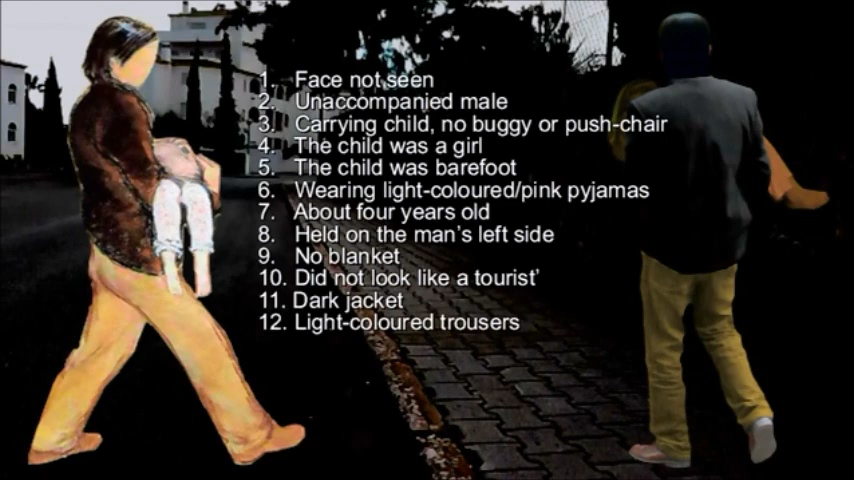 1. Face not seen
2. Unaccompanied male
3. Carrying child, no buggy or push-chair
4. The child was a girl
5. The child was barefoot
6. Wearing light-coloured/pink pyjamas
7. About four years old
8. Held on the man's left side
9. No blanket
10. Did not look like a tourist'
11. Dark jacket
12. Light-coloured trousers